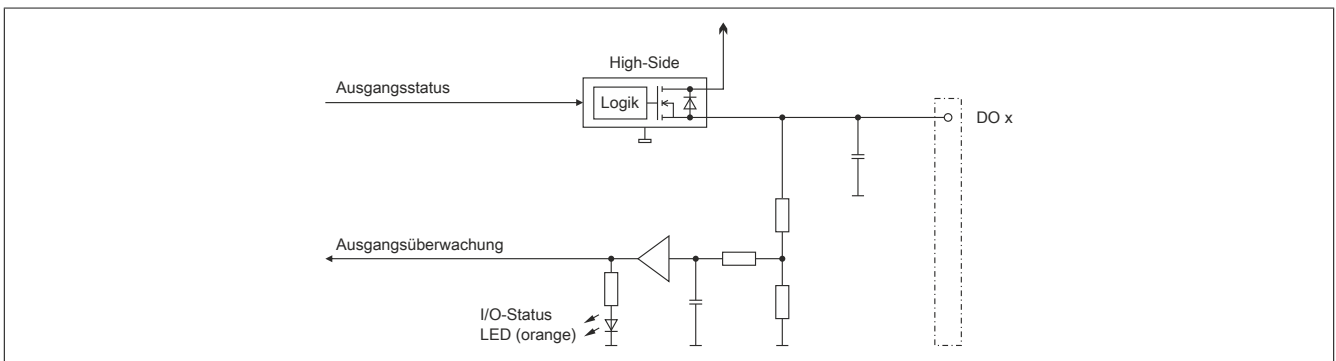 High-Side
Ausgangsstatus
Logik
DO x
Ausgangsüberwachung
I/O-Status
LED (orange)